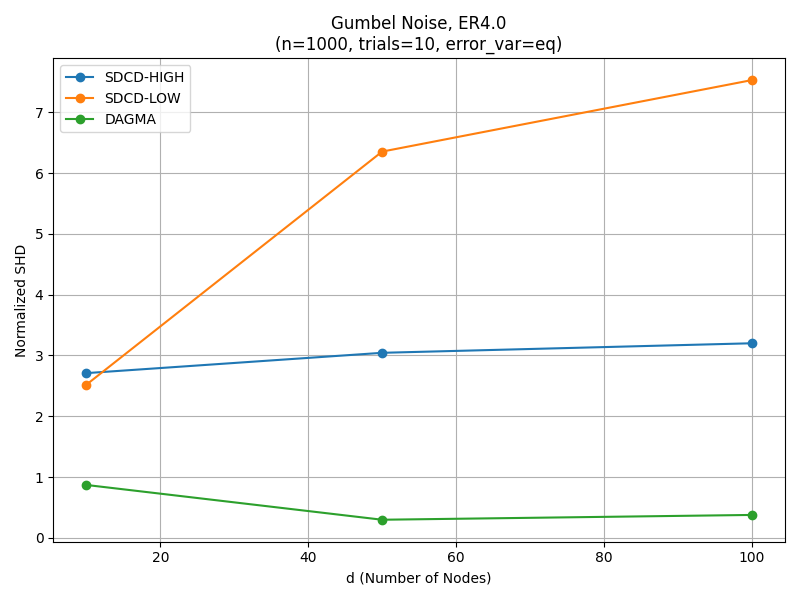 Gumbel Noise, ER4.0
(n=1000, trials=10, error_var=eq)
SDCD-HIGH
SDCD-LOW
DAGMA
Normalized SHD
7
6
5
4
3
2
1
0
20
40
60
80
100
d (Number of Nodes)